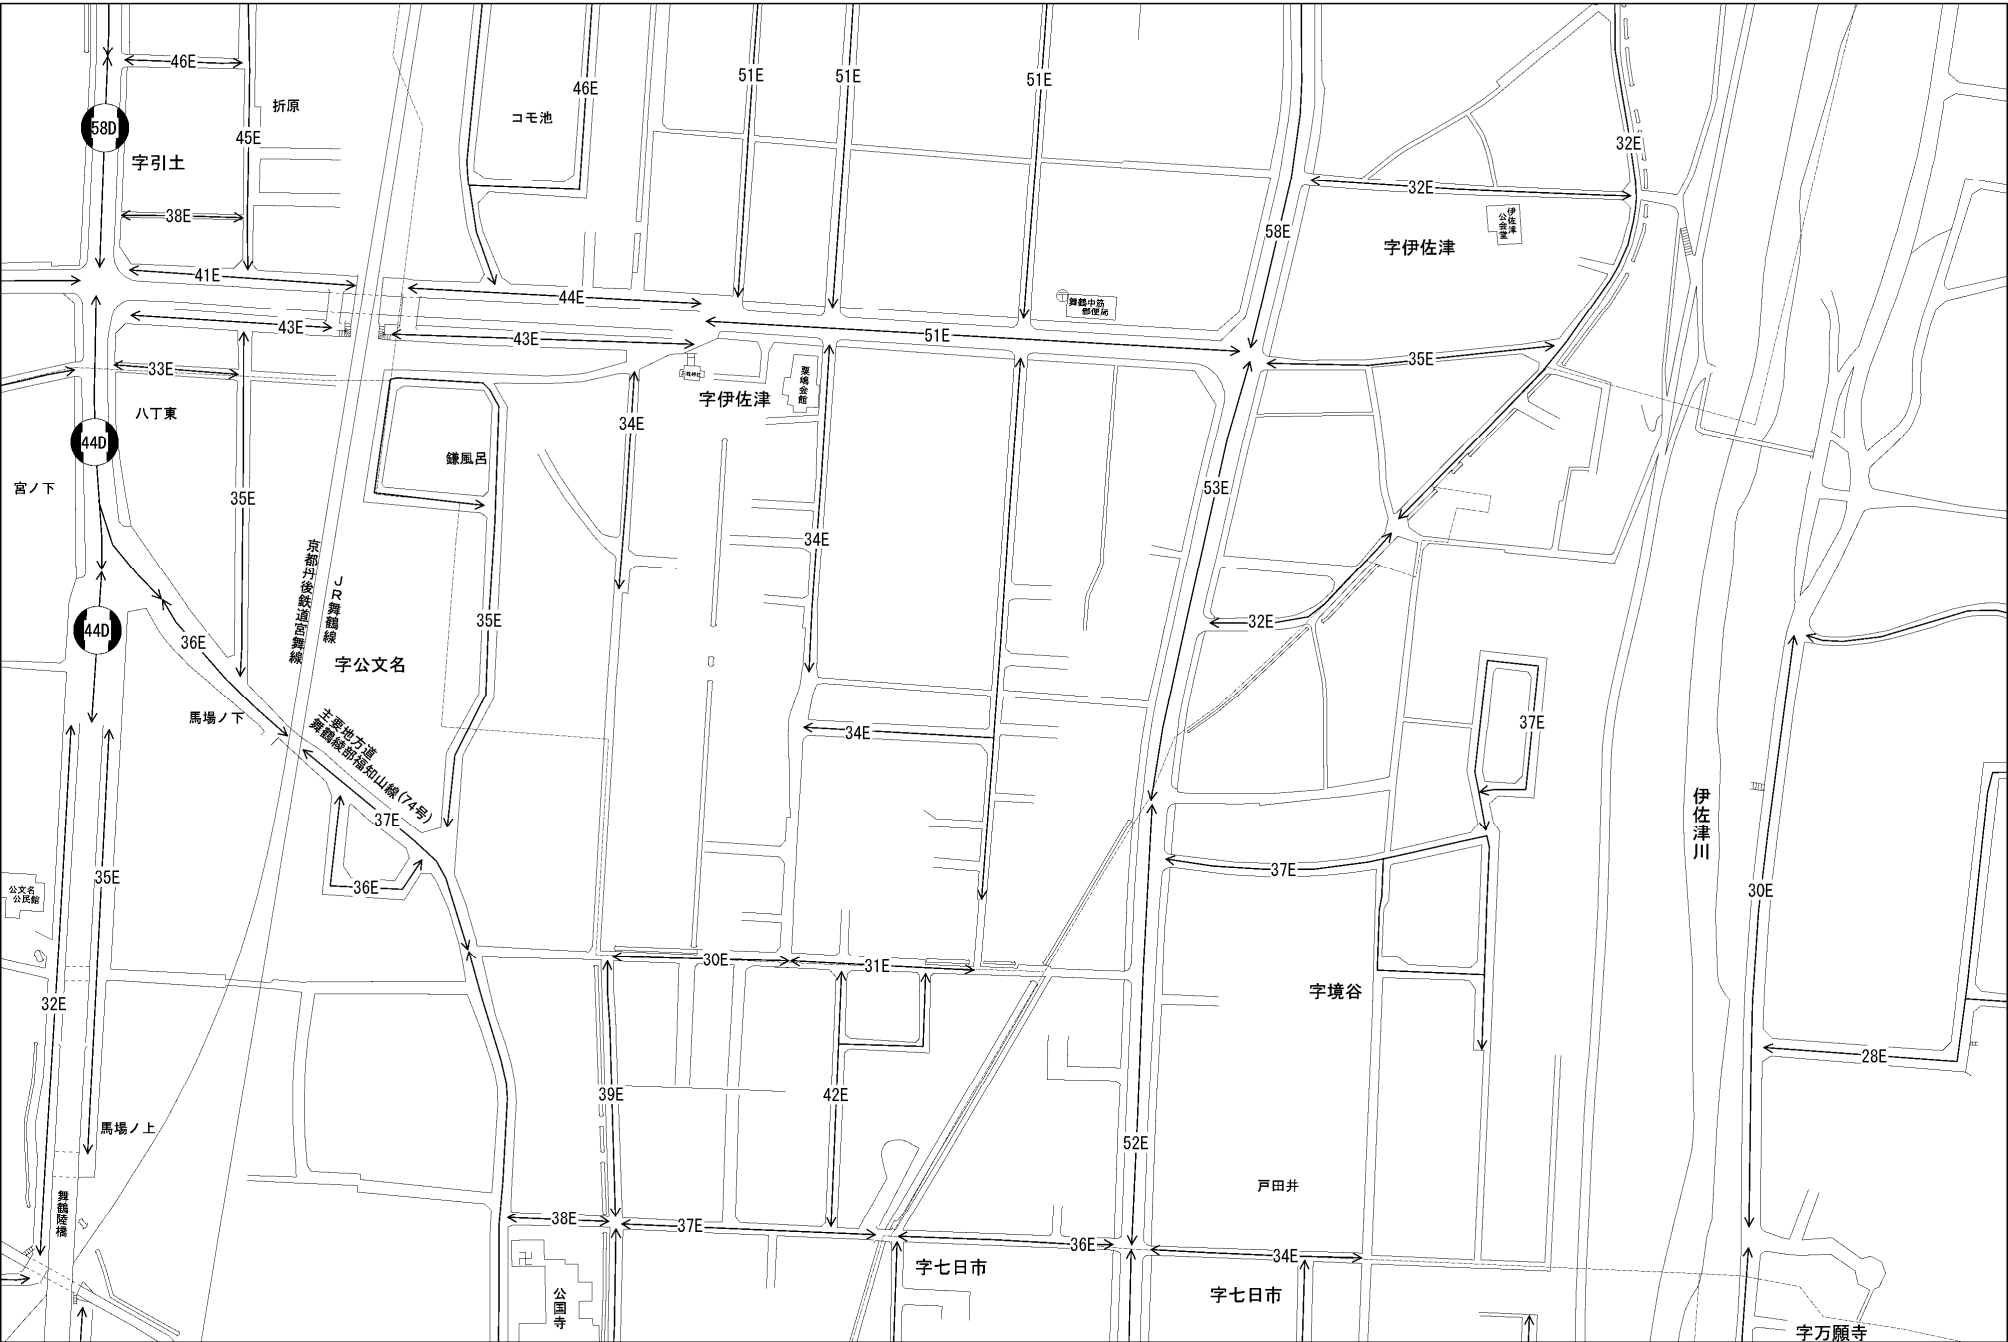 46E
58D
45E
折原
字引土
38E
41E
43E
33E
八丁東
44D
宮ノ下
35E
44D
36E
馬場ノ下
京都丹後鉄道宮舞線
JR舞鶴線
字公文名
主要地方道
舞鶴綾部福知山線(74号)
37E
36E
35E
公文名
公民館
32E
馬場ノ上
舞鶴陸橋
46E
コモ池
44E
43E
鎌風呂
35E
34E
51E
51E
51E
字伊佐津
粟嶋会館
舞鶴中筋
郵便局
51E
58E
32E
32E
伊佐津
公会堂
字伊佐津
35E
53E
34E
34E
32E
37E
37E
伊佐津川
30E
30E
31E
39E
42E
52E
字境谷
28E
戸田井
38E
37E
36E
34E
公国寺
字七日市
字七日市
字万願寺